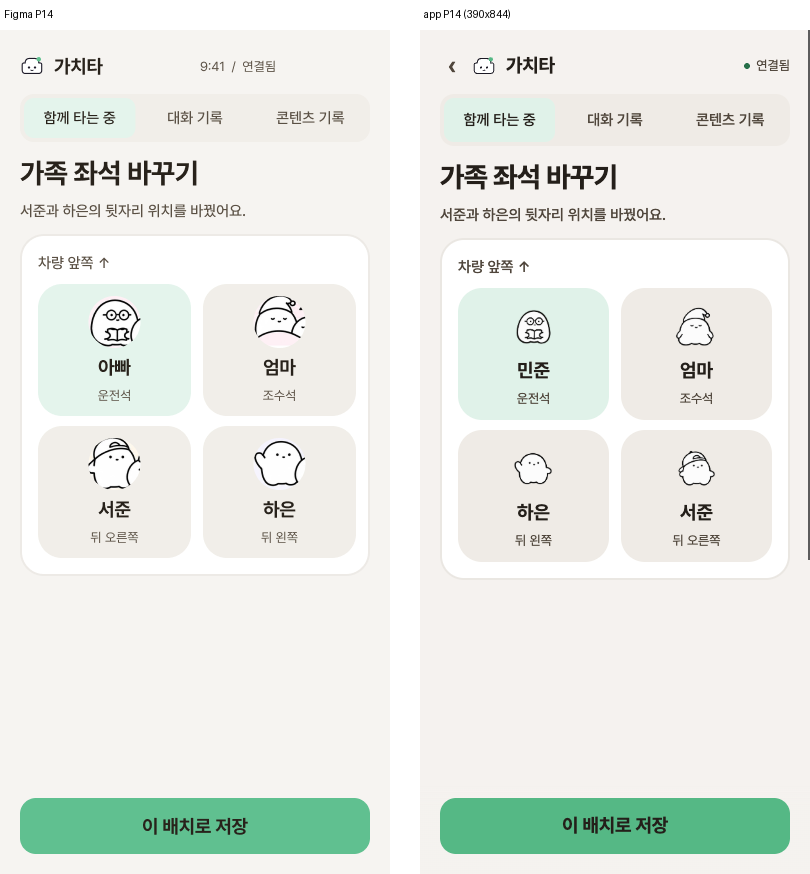 Figma P14
가치타
9:41 / 연결됨
함께 타는 중
대화 기록
콘텐츠 기록
가족 좌석 바꾸기
서준과 하은의 뒷자리 위치를 바꿨어요.
차량 앞쪽 ↑
아빠
운전석
엄마
조수석
서준
뒤 오른쪽
하은
뒤 왼쪽
이 배치로 저장
app P14 (390x844)
‹ 가치타
연결됨
함께 타는 중
대화 기록
콘텐츠 기록
가족 좌석 바꾸기
서준과 하은의 뒷자리 위치를 바꿨어요.
차량 앞쪽 ↑
민준
운전석
엄마
조수석
하은
뒤 왼쪽
서준
뒤 오른쪽
이 배치로 저장